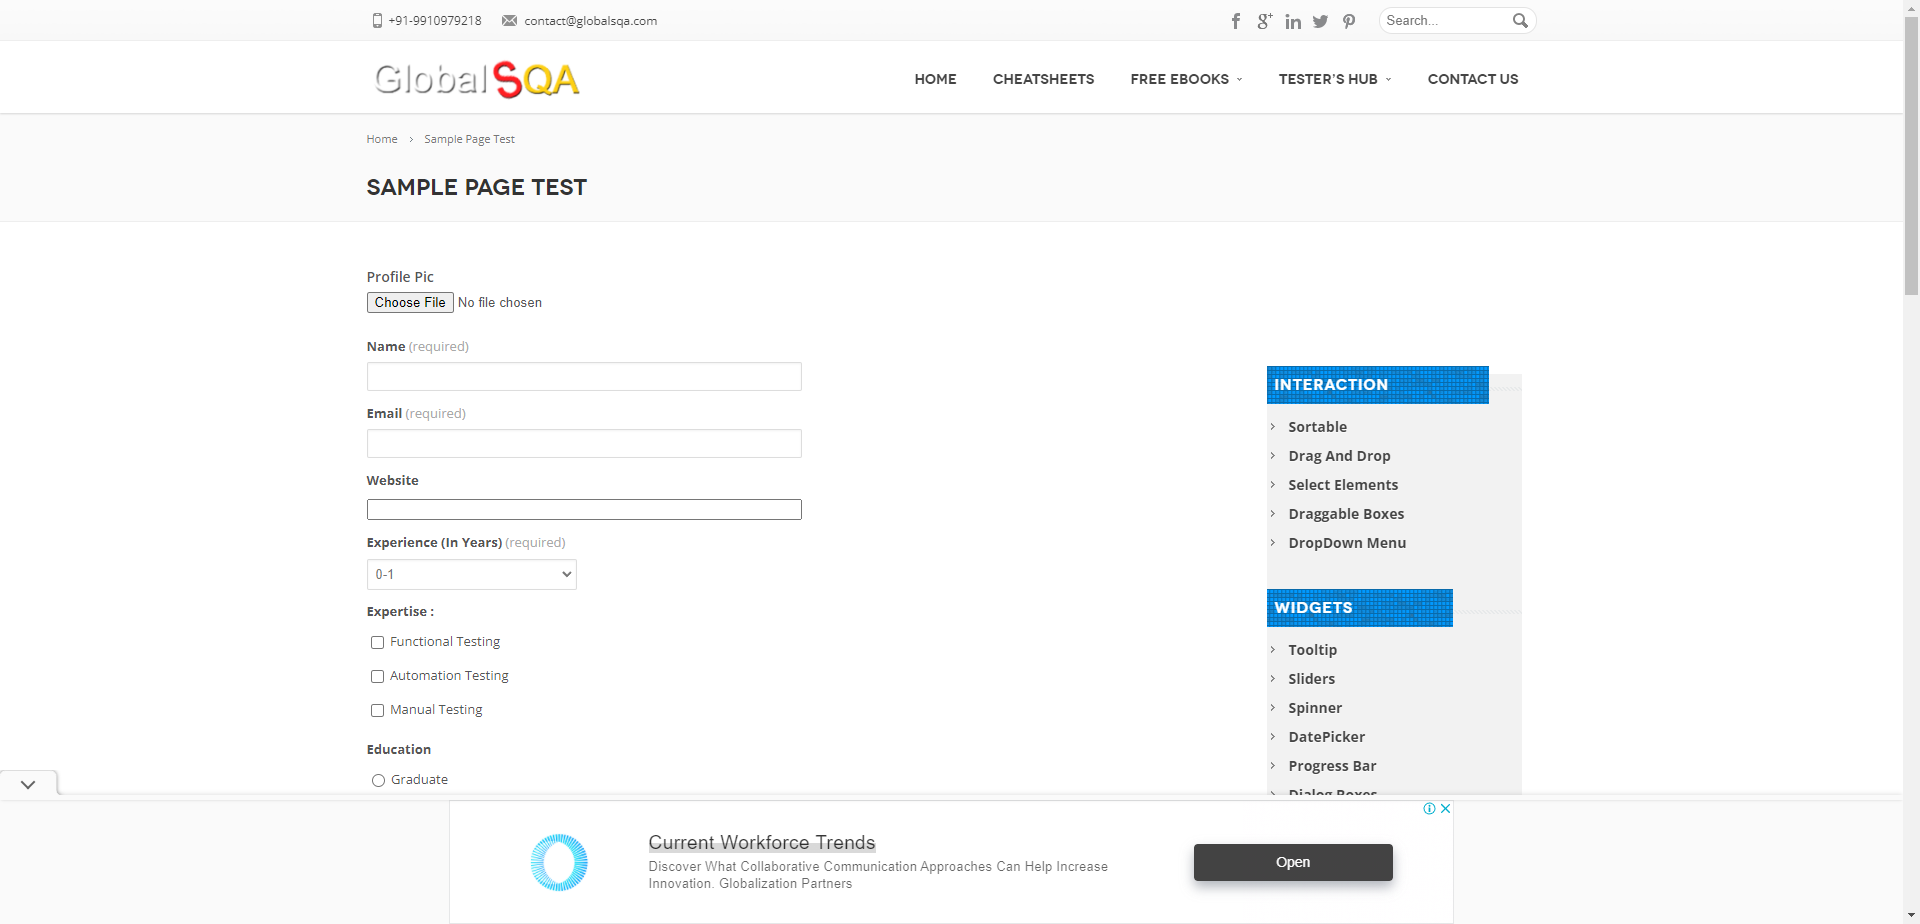 +91-9910979218 contact@globalsqa.com
Search...
GlobalSQA
HOME CHEATSHEETS FREE EBOOKS TESTER'S HUB CONTACT US
Home › Sample Page Test
SAMPLE PAGE TEST
Profile Pic
Choose File No file chosen
Name (required)
Email (required)
Website
Experience (In Years) (required)
0-1
Expertise :
Functional Testing
Automation Testing
Manual Testing
Education
Graduate
INTERACTION
Sortable
Drag And Drop
Select Elements
Draggable Boxes
DropDown Menu
WIDGETS
Tooltip
Sliders
Spinner
DatePicker
Progress Bar
Dialog Boxes
Current Workforce Trends
Discover What Collaborative Communication Approaches Can Help Increase
Innovation. Globalization Partners
Open